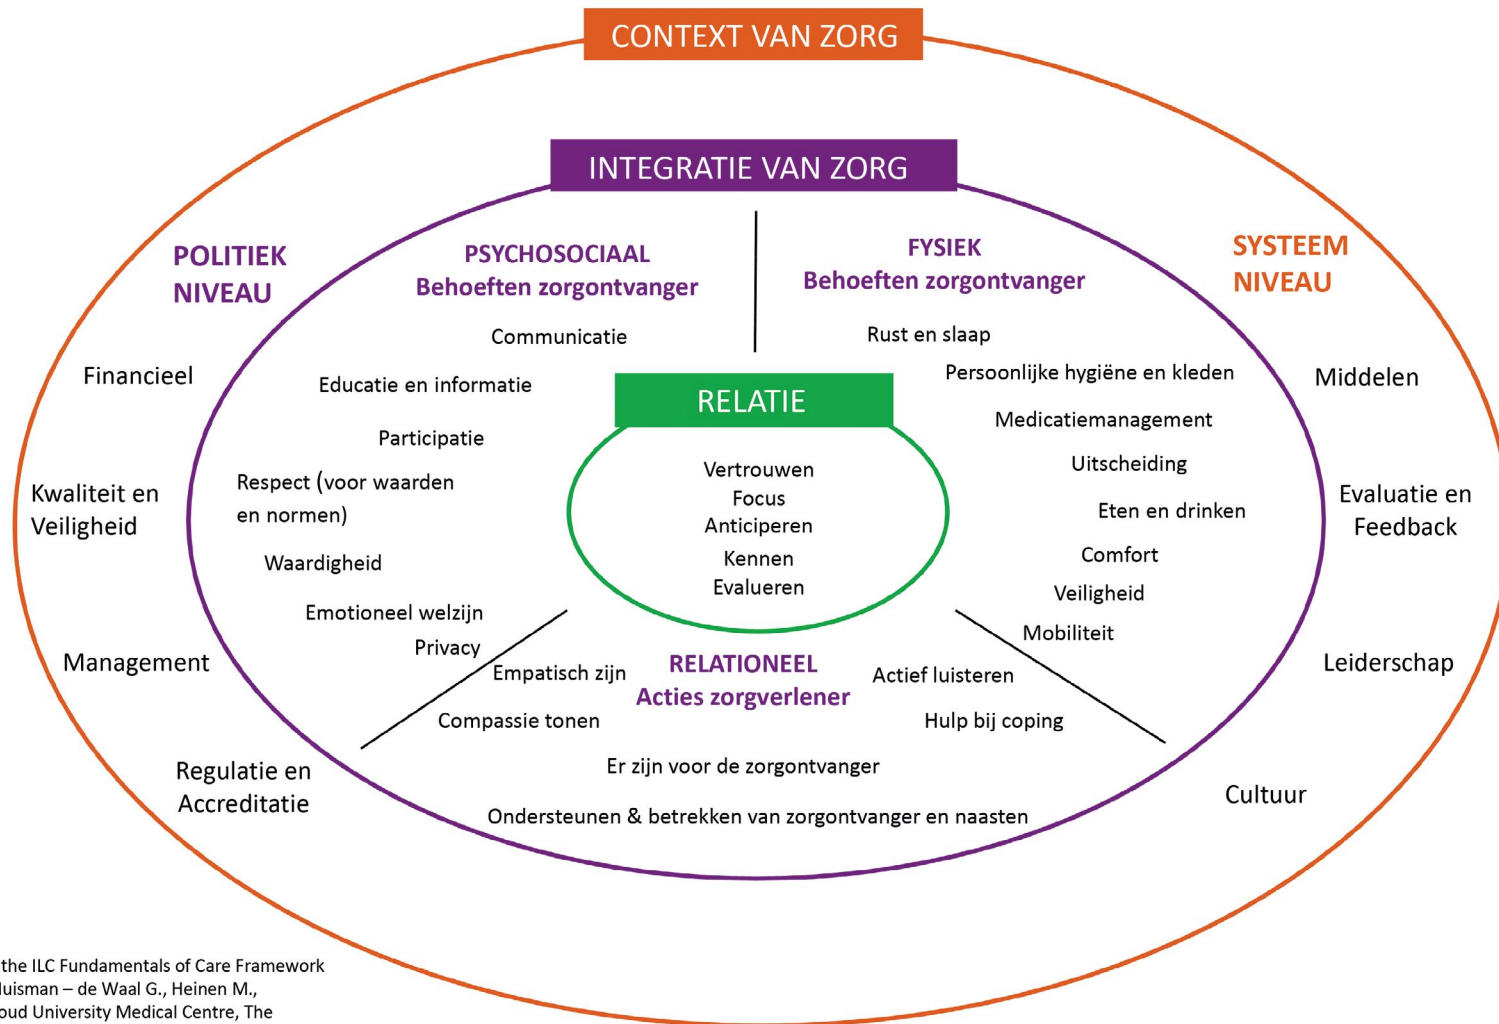 CONTEXT VAN ZORG
INTEGRATIE VAN ZORG
POLITIEK
NIVEAU
Financieel
Kwaliteit en
Veiligheid
Management
Regulatie en
Accreditatie
PSYCHOSOCIAAL
Behoeften zorgontvanger
Communicatie
Educatie en informatie
Participatie
Respect (voor waarden
en normen)
Waardigheid
Emotioneel welzijn
Privacy
FYSIEK
Behoeften zorgontvanger
Rust en slaap
Persoonlijke hygiëne en kleden
Medicatiemanagement
Uitscheiding
Eten en drinken
Comfort
Veiligheid
Mobiliteit
RELATIE
Vertrouwen
Focus
Anticiperen
Kennen
Evalueren
RELATIONEEL
Acties zorgverlener
Empatisch zijn
Compassie tonen
Actief luisteren
Hulp bij coping
Er zijn voor de zorgontvanger
Ondersteunen & betrekken van zorgontvanger en naasten
SYSTEEM
NIVEAU
Middelen
Evaluatie en
Feedback
Leiderschap
Cultuur
the ILC Fundamentals of Care Framework
– de Waal G., Heinen M.,
University Medical Centre, The